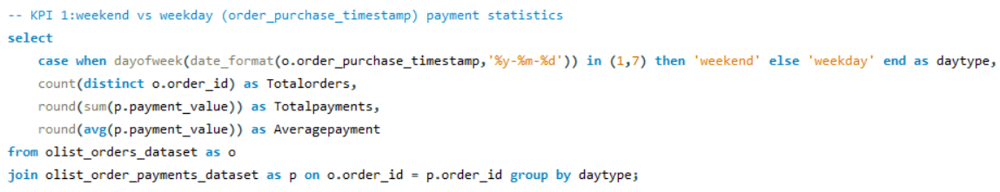 -- KPI 1:weekend vs weekday (order_purchase_timestamp) payment statistics
select
    case when dayofweek(date_format(o.order_purchase_timestamp,'%y-%m-%d')) in (1,7) then 'weekend' else 'weekday' end as daytype,
    count(distinct o.order_id) as Totalorders,
    round(sum(p.payment_value)) as Totalpayments,
    round(avg(p.payment_value)) as Averagepayment
from olist_orders_dataset as o
join olist_order_payments_dataset as p on o.order_id = p.order_id group by daytype;